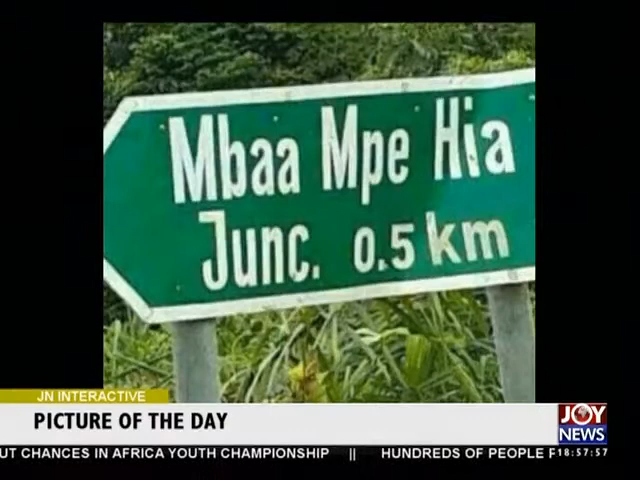 Mbaa Mpe Hia
Junc. 0.5 km
JN INTERACTIVE
PICTURE OF THE DAY
JOY
NEWS
UT CHANCES IN AFRICA YOUTH CHAMPIONSHIP || HUNDREDS OF PEOPLE F
18:57:57